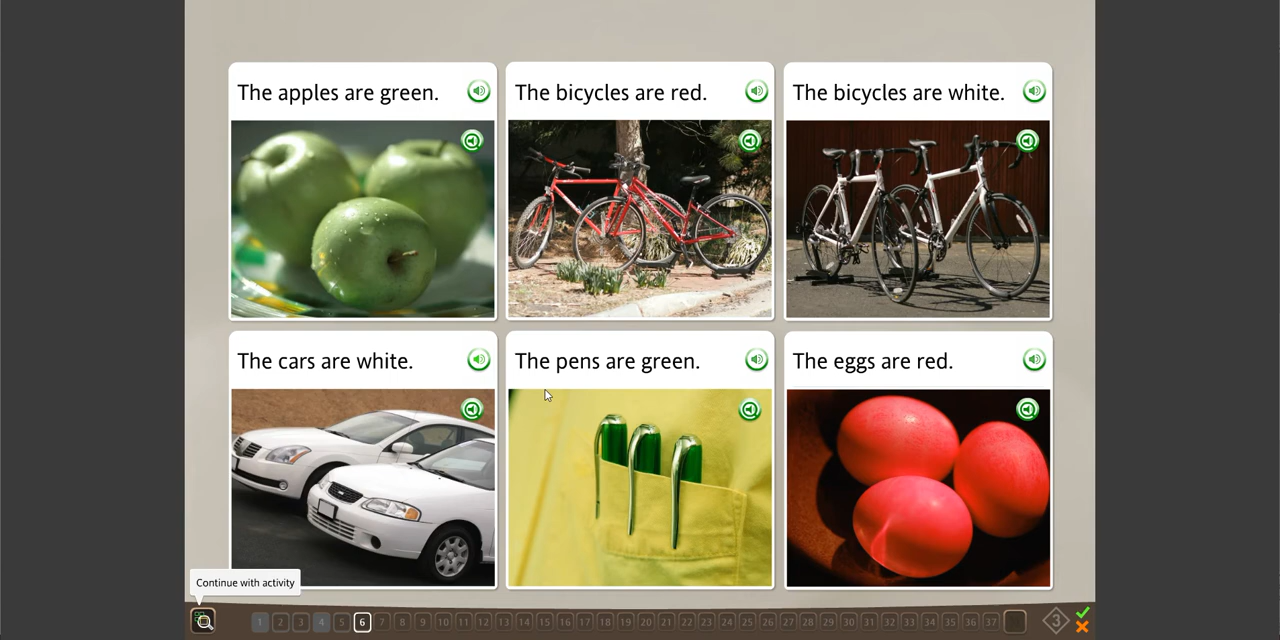 The apples are green.
The bicycles are red.
The bicycles are white.
The cars are white.
The pens are green.
The eggs are red.
Continue with activity
1 2 3 4 5 6 7 8 9 10 11 12 13 14 15 16 17 18 19 20 21 22 23 24 25 26 27 28 29 30 31 32 33 34 35 36 37
3